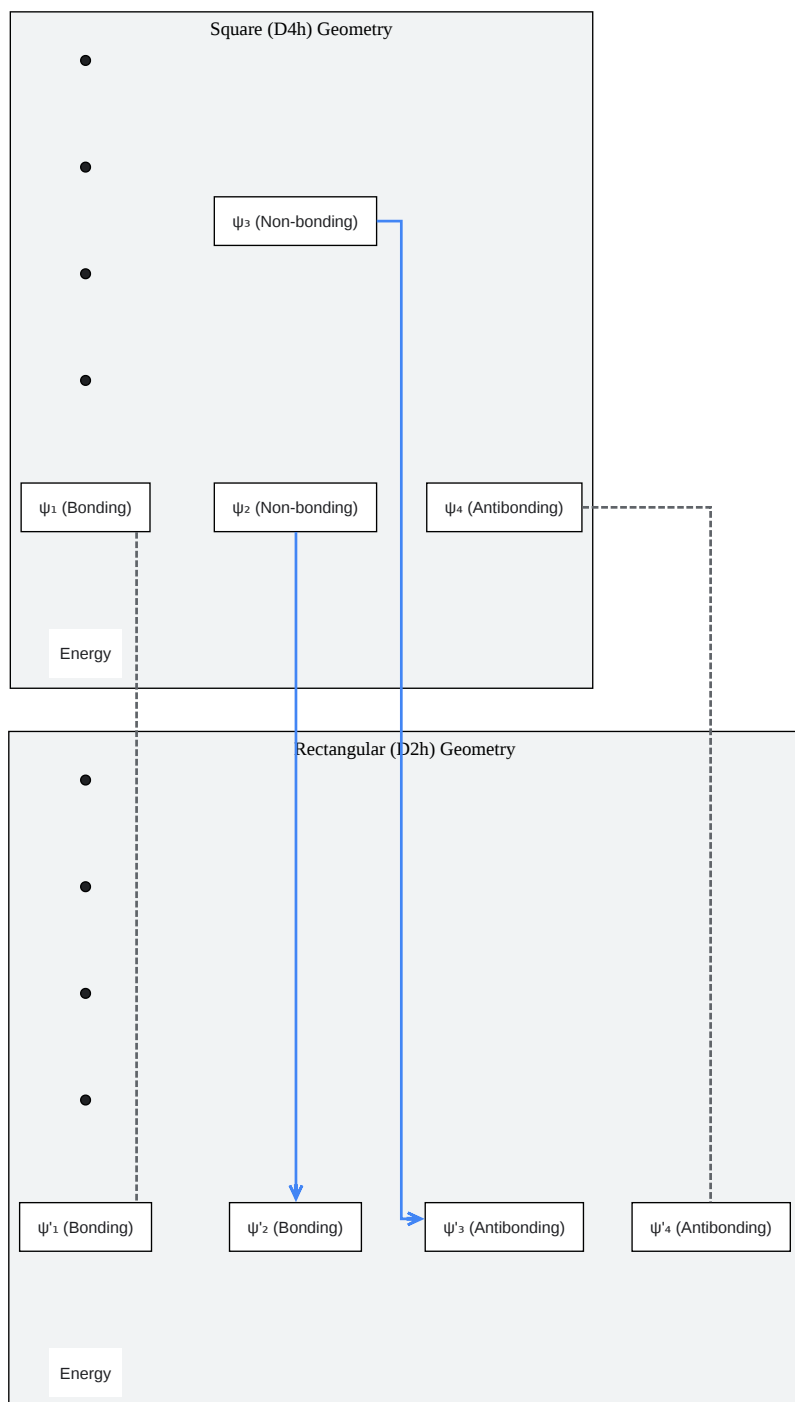 Square (D4h) Geometry
ψ₃ (Non-bonding)
ψ₁ (Bonding)
ψ₂ (Non-bonding)
ψ₄ (Antibonding)
Energy
Rectangular (D2h) Geometry
ψ'₁ (Bonding)
ψ'₂ (Bonding)
ψ'₃ (Antibonding)
ψ'₄ (Antibonding)
Energy